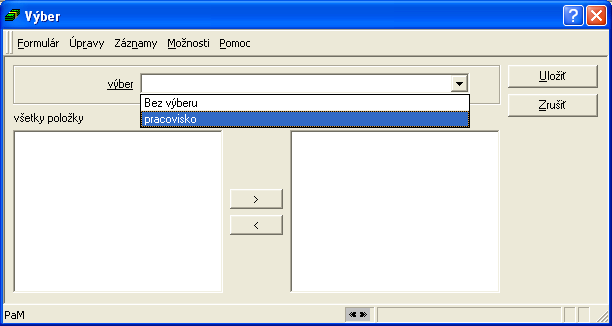 Výber
Formulár Úpravy Záznamy Možnosti Pomoc
výber
Uložiť
Bez výberu
Zrušiť
všetky položky
pracovisko
>
<
PaM